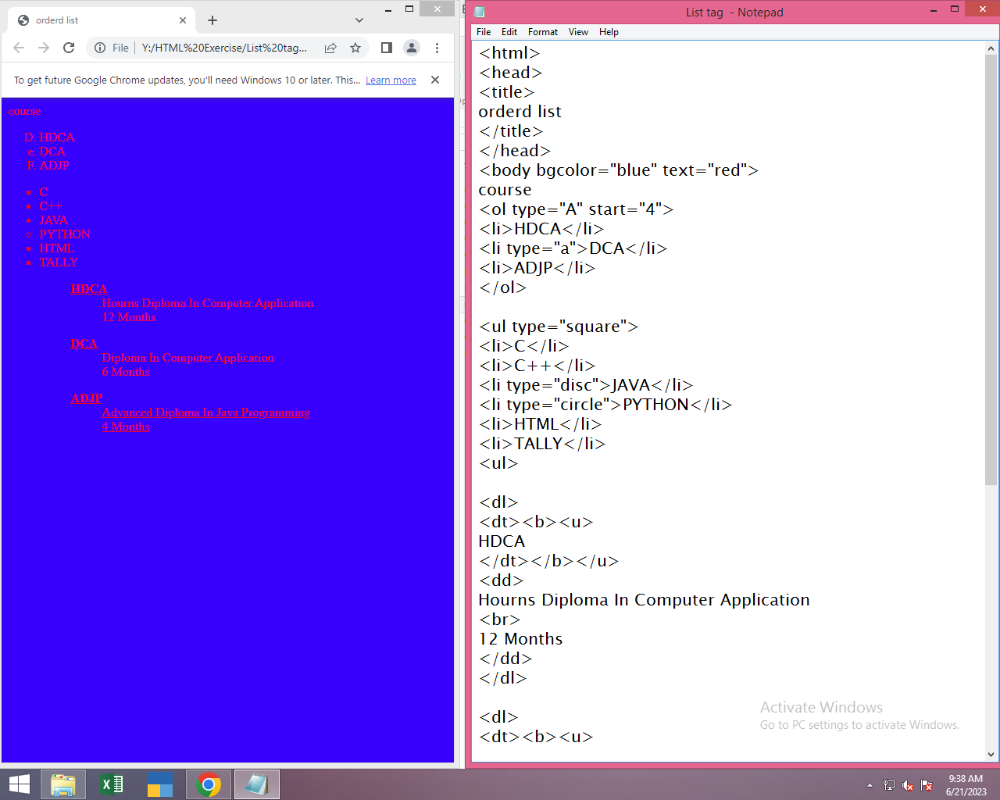 orderd list
File
Y:/HTML%20Exercise/List%20tag...
To get future Google Chrome updates, you'll need Windows 10 or later. This... Learn more
course
D. HDCA
e. DCA
F. ADJP
C
C++
JAVA
PYTHON
HTML
TALLY
HDCA
Hourns Diploma In Computer Application
12 Months
DCA
Diploma In Computer Application
6 Months
ADJP
Advanced Diploma In Java Programming
4 Months
List tag - Notepad
File Edit Format View Help
<html>
<head>
<title>
orderd list
</title>
</head>
<body bgcolor="blue" text="red">
course
<ol type="A" start="4">
<li>HDCA</li>
<li type="a">DCA</li>
<li>ADJP</li>
</ol>
<ul type="square">
<li>C</li>
<li>C++</li>
<li type="disc">JAVA</li>
<li type="circle">PYTHON</li>
<li>HTML</li>
<li>TALLY</li>
<ul>
<dl>
<dt><b><u>
HDCA
</dt></b></u>
<dd>
Hourns Diploma In Computer Application
<br>
12 Months
</dd>
</dl>
<dl>
<dt><b><u>
Activate Windows
Go to PC settings to activate Windows.
9:38 AM
6/21/2023